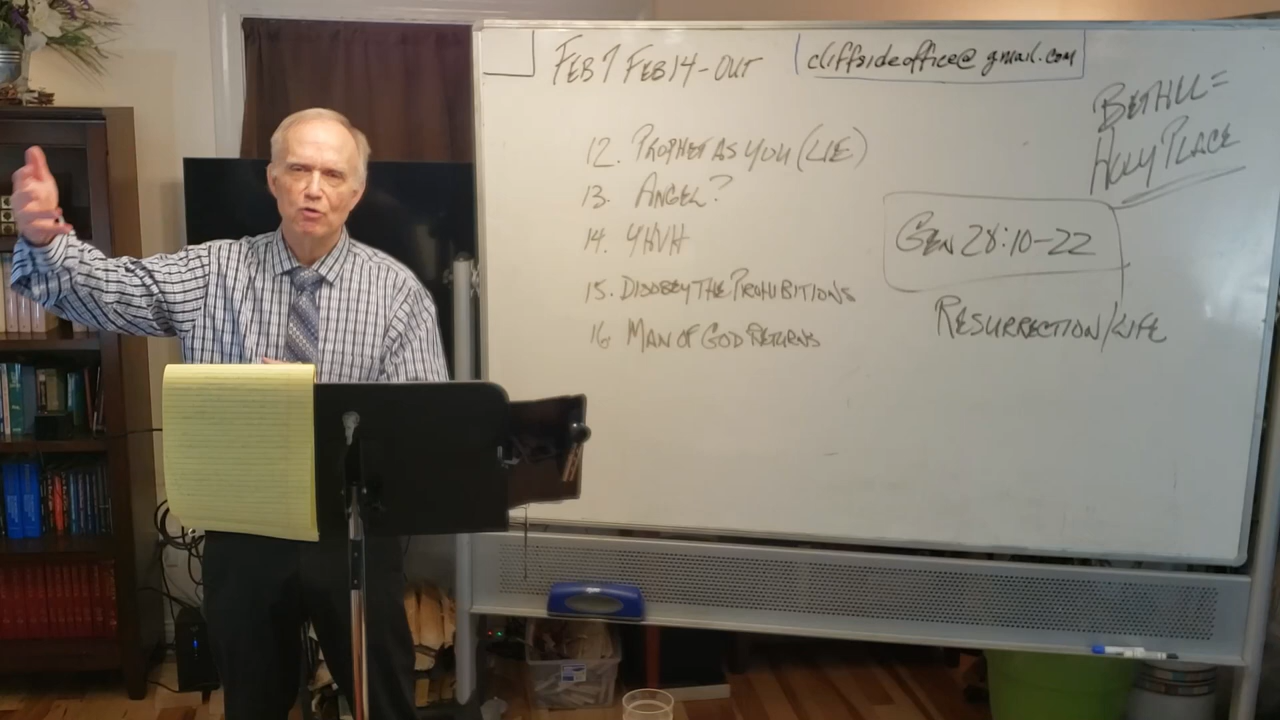 FEB 7 FEB 14 - OUT
cliffsideoffice@gmail.com
BETHEL =
HOLY PLACE
12. PROPHET AS YOU (LIE)
13. ANGEL?
14. YHVH
15. DISOBEY THE PROHIBITIONS
16. MAN OF GOD RETURNS
GEN 28:10-22
RESURRECTION/LIFE